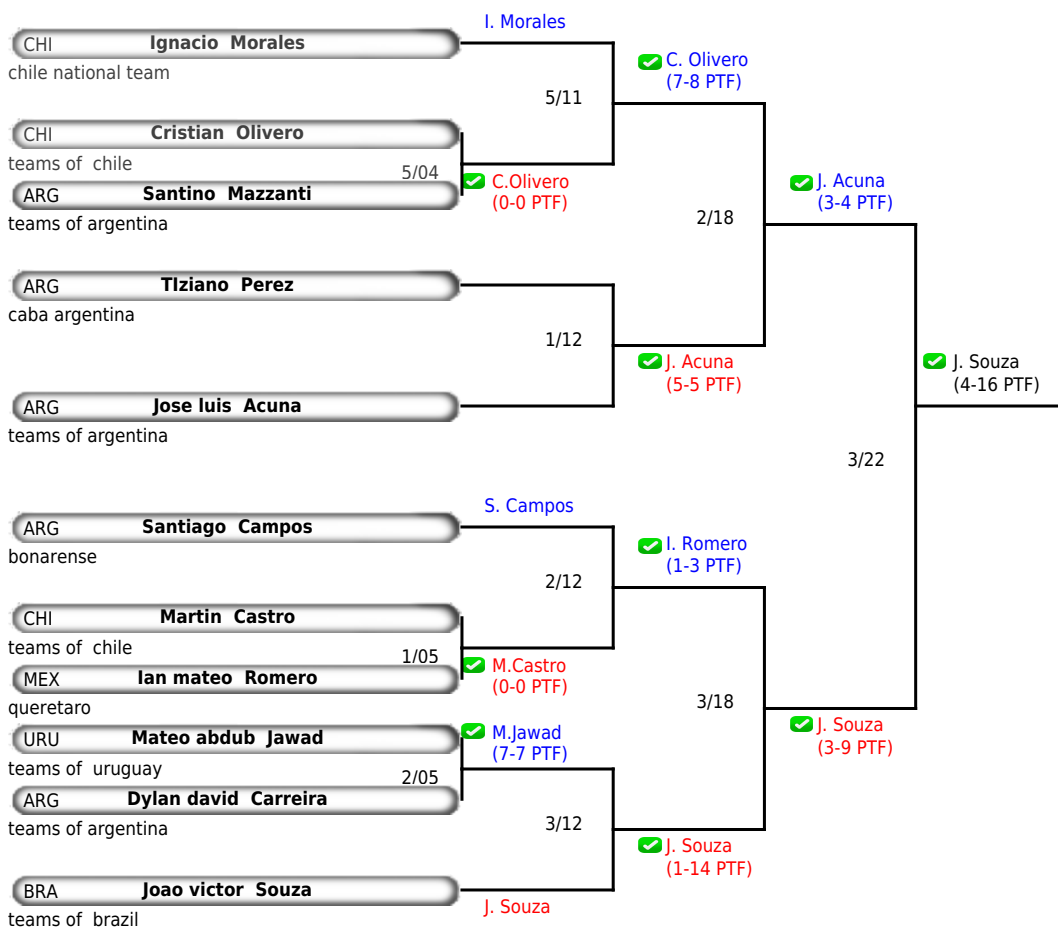 I. Morales
CHI Ignacio Morales
chile national team
C. Olivero
(7-8 PTF)
5/11
CHI Cristian Olivero
teams of chile
5/04
C.Olivero
(0-0 PTF)
ARG Santino Mazzanti
teams of argentina
J. Acuna
(3-4 PTF)
2/18
ARG TIziano Perez
caba argentina
1/12
J. Acuna
(5-5 PTF)
J. Souza
(4-16 PTF)
ARG Jose luis Acuna
teams of argentina
3/22
S. Campos
ARG Santiago Campos
bonarense
I. Romero
(1-3 PTF)
2/12
CHI Martin Castro
teams of chile
1/05
M.Castro
(0-0 PTF)
MEX Ian mateo Romero
queretaro
3/18
J. Souza
(3-9 PTF)
URU Mateo abdub Jawad
teams of uruguay
M.Jawad
(7-7 PTF)
2/05
ARG Dylan david Carreira
teams of argentina
3/12
J. Souza
(1-14 PTF)
BRA Joao victor Souza
teams of brazil
J. Souza